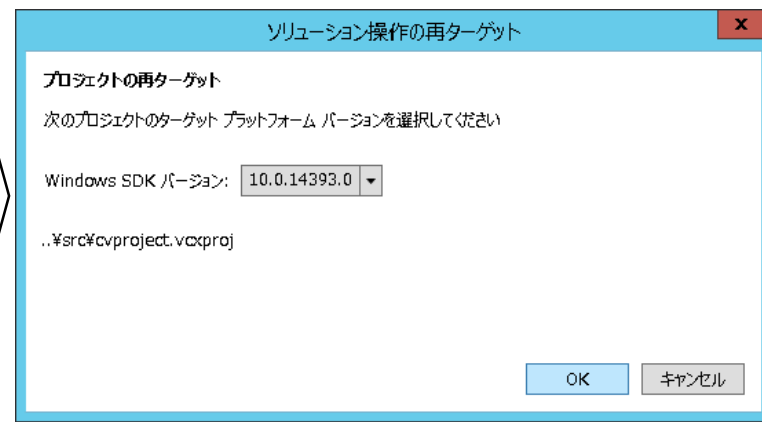 ソリューション操作の再ターゲット
x
プロジェクトの再ターゲット
次のプロジェクトのターゲット プラットフォーム バージョンを選択してください
Windows SDK バージョン: 10.0.14393.0
..¥src¥cvproject.vcxproj
OK キャンセル